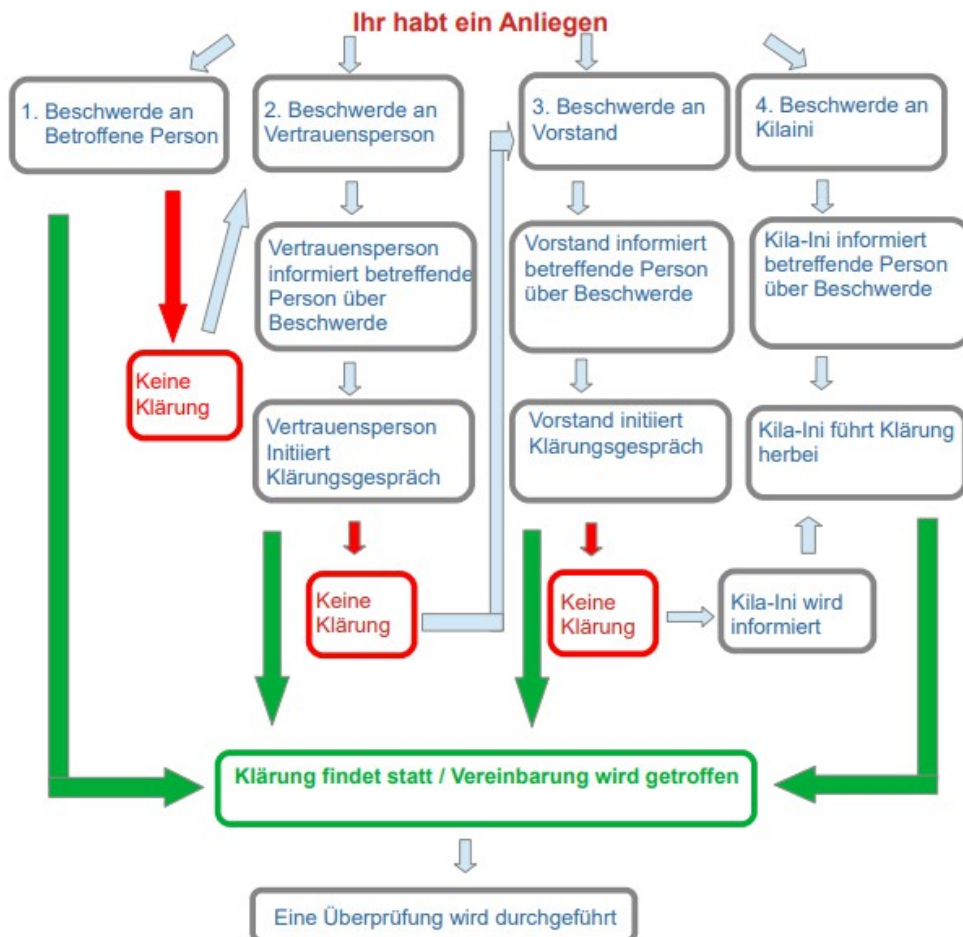 Ihr habt ein Anliegen
1. Beschwerde an
Betroffene Person
2. Beschwerde an
Vertrauensperson
3. Beschwerde an
Vorstand
4. Beschwerde an
Kilaini
Vertrauensperson
informiert betreffende
Person über
Beschwerde
Vorstand informiert
betreffende Person
über Beschwerde
Kila-Ini informiert
betreffende Person
über Beschwerde
Keine
Klärung
Vertrauensperson
Initiiert
Klärungsgespräch
Vorstand initiiert
Klärungsgespräch
Kila-Ini führt Klärung
herbei
Keine
Klärung
Keine
Klärung
Kila-Ini wird
informiert
Klärung findet statt / Vereinbarung wird getroffen
Eine Überprüfung wird durchgeführt